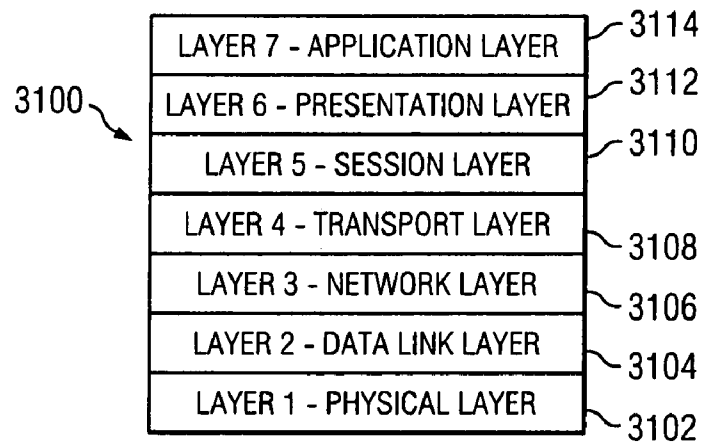 LAYER 7 - APPLICATION LAYER 3114
LAYER 6 - PRESENTATION LAYER 3112
3100
LAYER 5 - SESSION LAYER 3110
LAYER 4 - TRANSPORT LAYER 3108
LAYER 3 - NETWORK LAYER 3106
LAYER 2 - DATA LINK LAYER 3104
LAYER 1 - PHYSICAL LAYER 3102